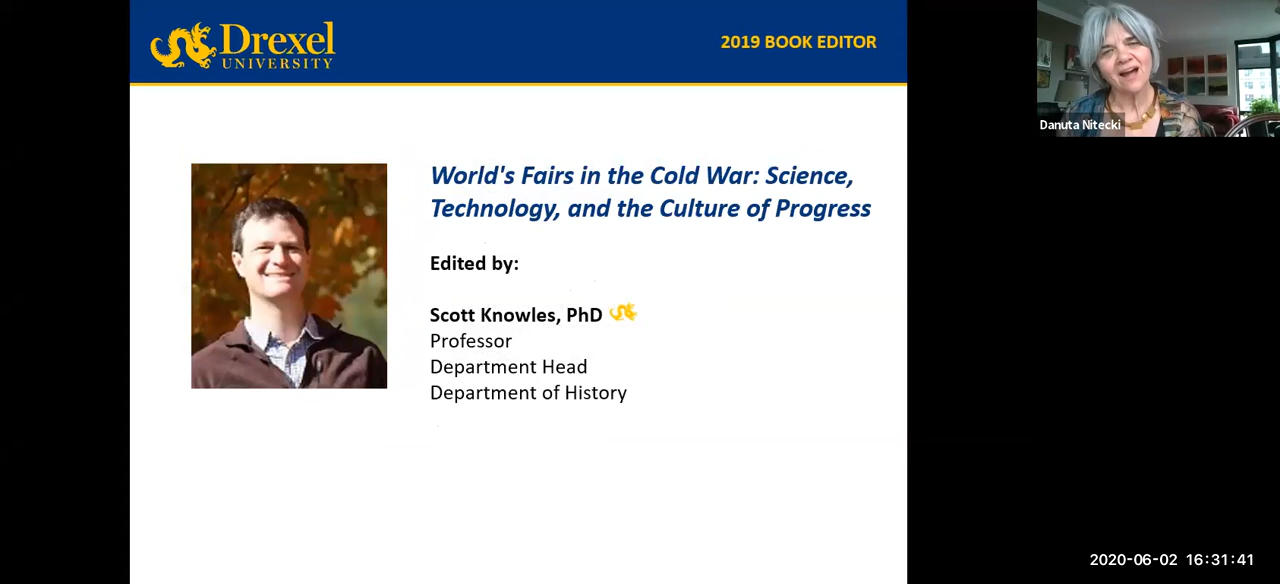 Drexel
UNIVERSITY
2019 BOOK EDITOR
Danuta Nitecki
World's Fairs in the Cold War: Science,
Technology, and the Culture of Progress
Edited by:
Scott Knowles, PhD
Professor
Department Head
Department of History
2020-06-02 16:31:41